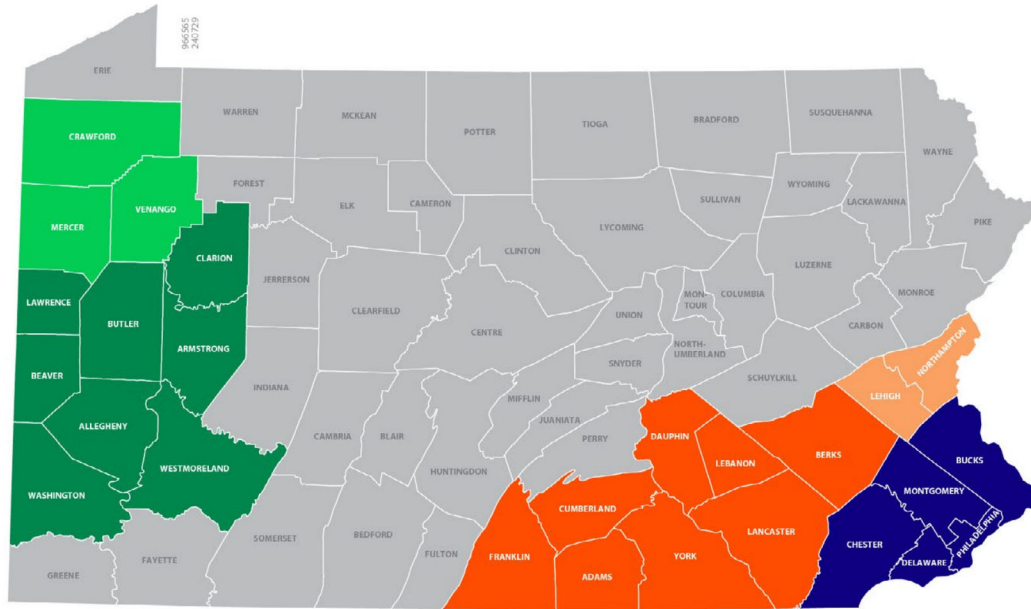 966565
240729
ERIE
CRAWFORD
WARREN
MCKEAN
POTTER
TIOGA
BRADFORD
SUSQUEHANNA
WAYNE
MERCER
VENANGO
FOREST
ELK
CAMERON
SULLIVAN
WYOMING
LACKAWANNA
PIKE
LYCOMING
CLINTON
CLARION
JERRERSON
LUZERNE
LAWRENCE
BUTLER
CLEARFIELD
CENTRE
UNION
MON-
TOUR
COLUMBIA
MONROE
CARBON
ARMSTRONG
BEAVER
SNYDER
NORTH-
UMBERLAND
SCHUYLKILL
NORTHAMPTON
LEHIGH
INDIANA
MIFFLIN
JUANIATA
PERRY
ALLEGHENY
CAMBRIA
BLAIR
DAUPHIN
LEBANON
BERKS
BUCKS
WESTMORELAND
HUNTINGDON
WASHINGTON
MONTGOMERY
CUMBERLAND
LANCASTER
CHESTER
PHILADELPHIA
DELAWARE
GREENE
FAYETTE
SOMERSET
BEDFORD
FULTON
FRANKLIN
ADAMS
YORK